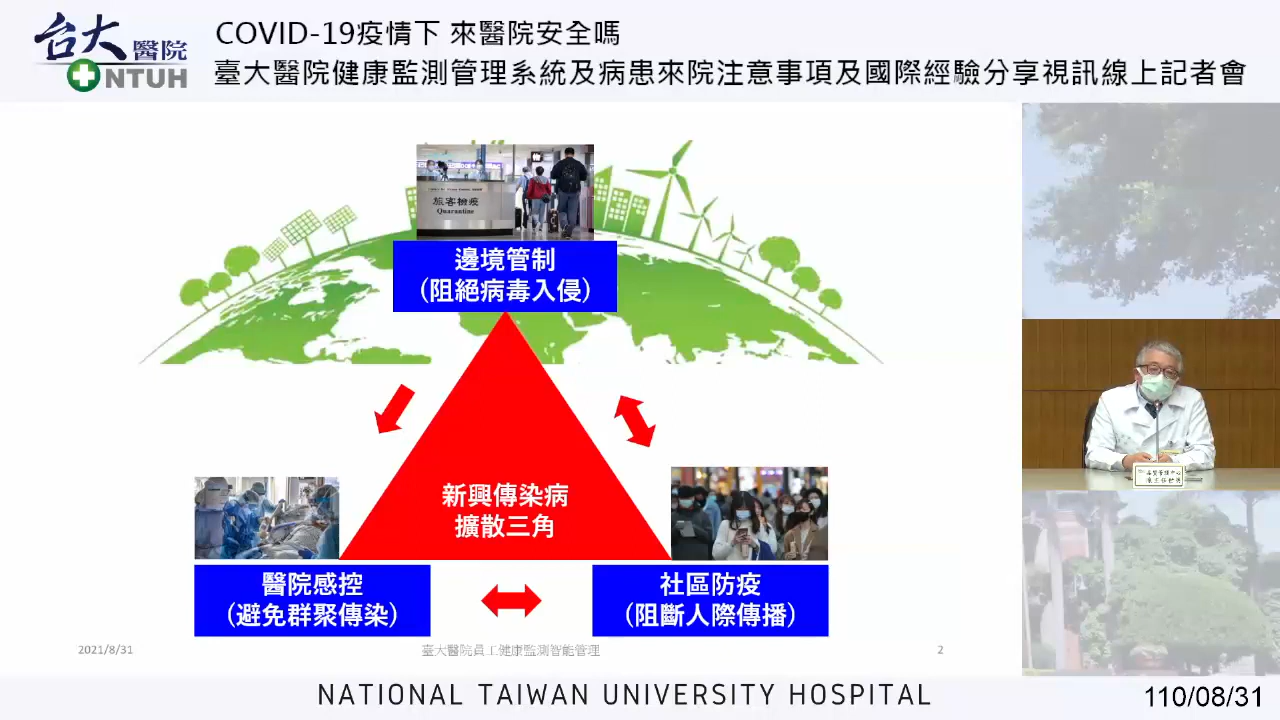 台大醫院
NTUH
COVID-19疫情下 來醫院安全嗎
臺大醫院健康監測管理系統及病患來院注意事項及國際經驗分享視訊線上記者會
旅客檢疫
Quarantine
邊境管制
(阻絕病毒入侵)
新興傳染病
擴散三角
醫院感控
(避免群聚傳染)
社區防疫
(阻斷人際傳播)
2021/8/31
臺大醫院員工健康監測智能管理
2
NATIONAL TAIWAN UNIVERSITY HOSPITAL
110/08/31